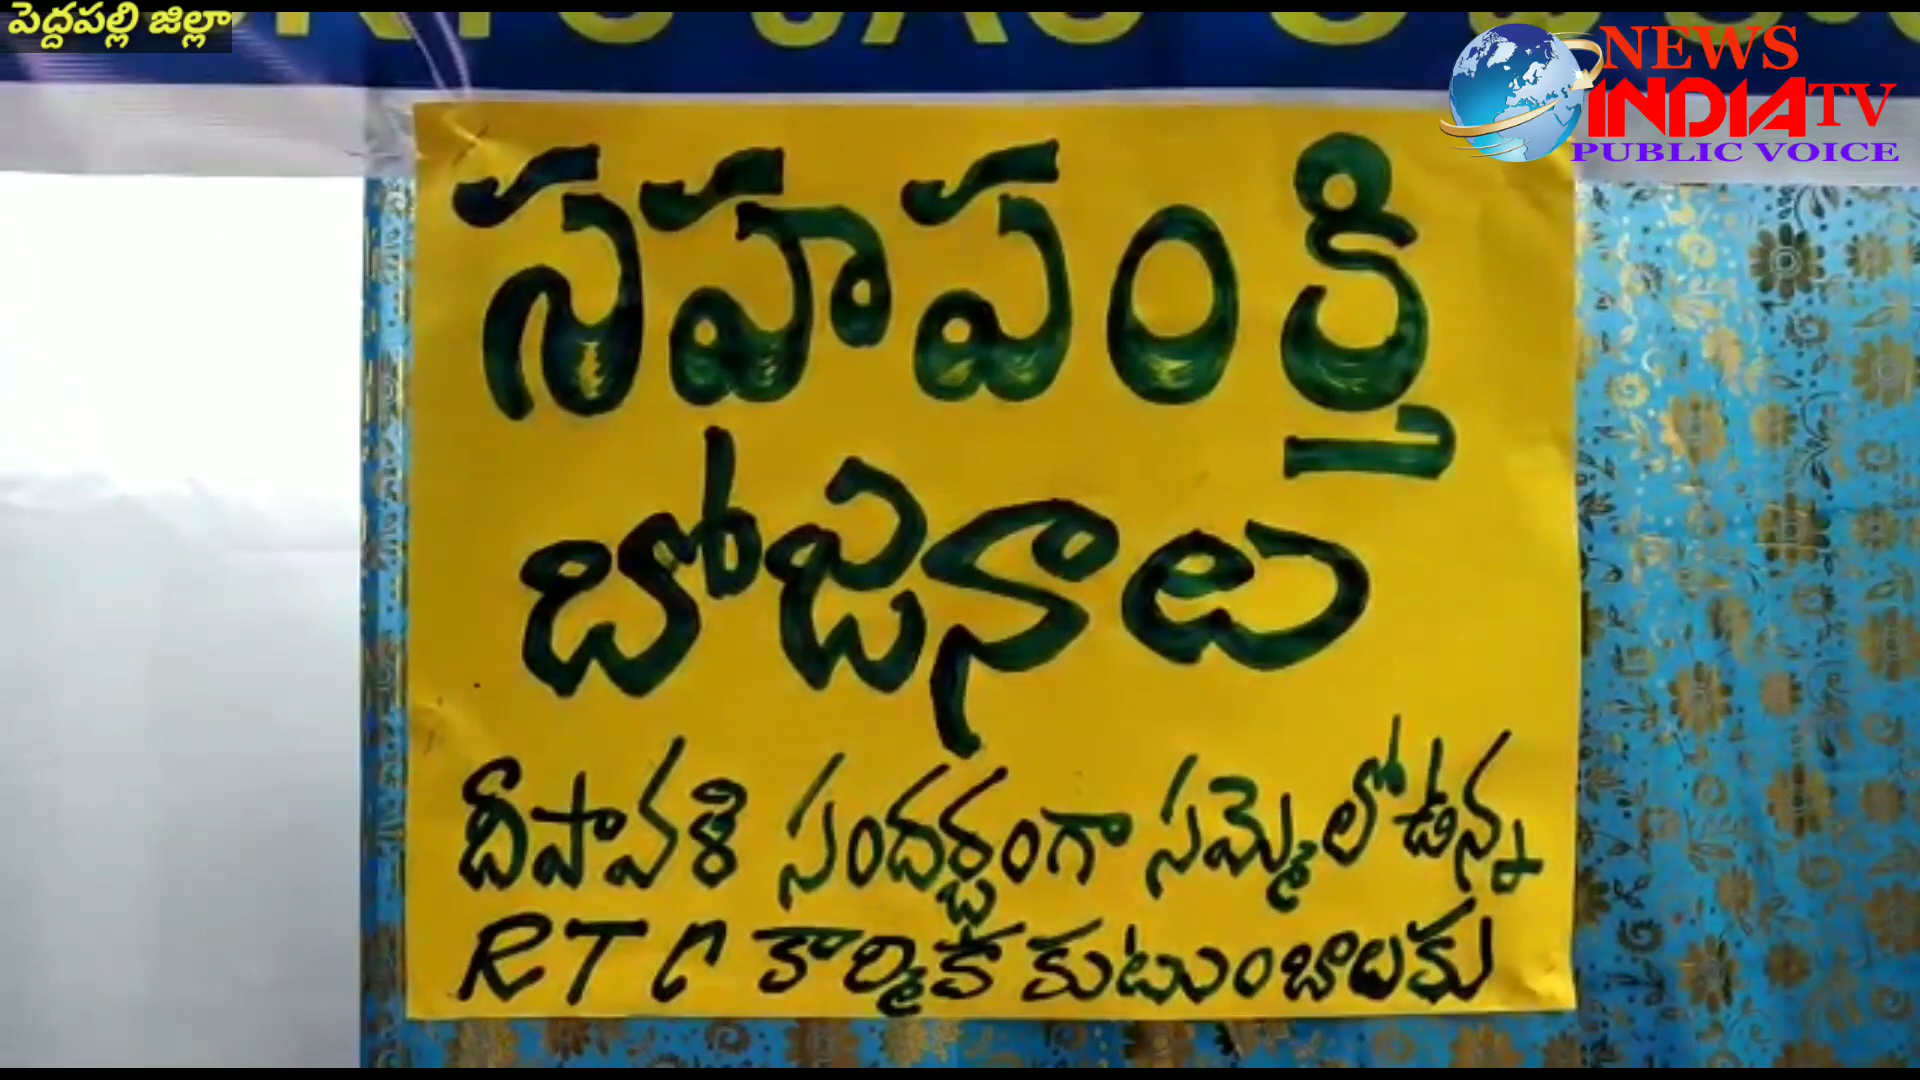 పెద్దపల్లి జిల్లా
NEWS
INDIA TV
PUBLIC VOICE
సహపంక్తి
బోజనాలు
దీపావళి సందర్భంగా సమ్మెలో ఉన్న
RTC కార్మిక కుటుంబాలకు